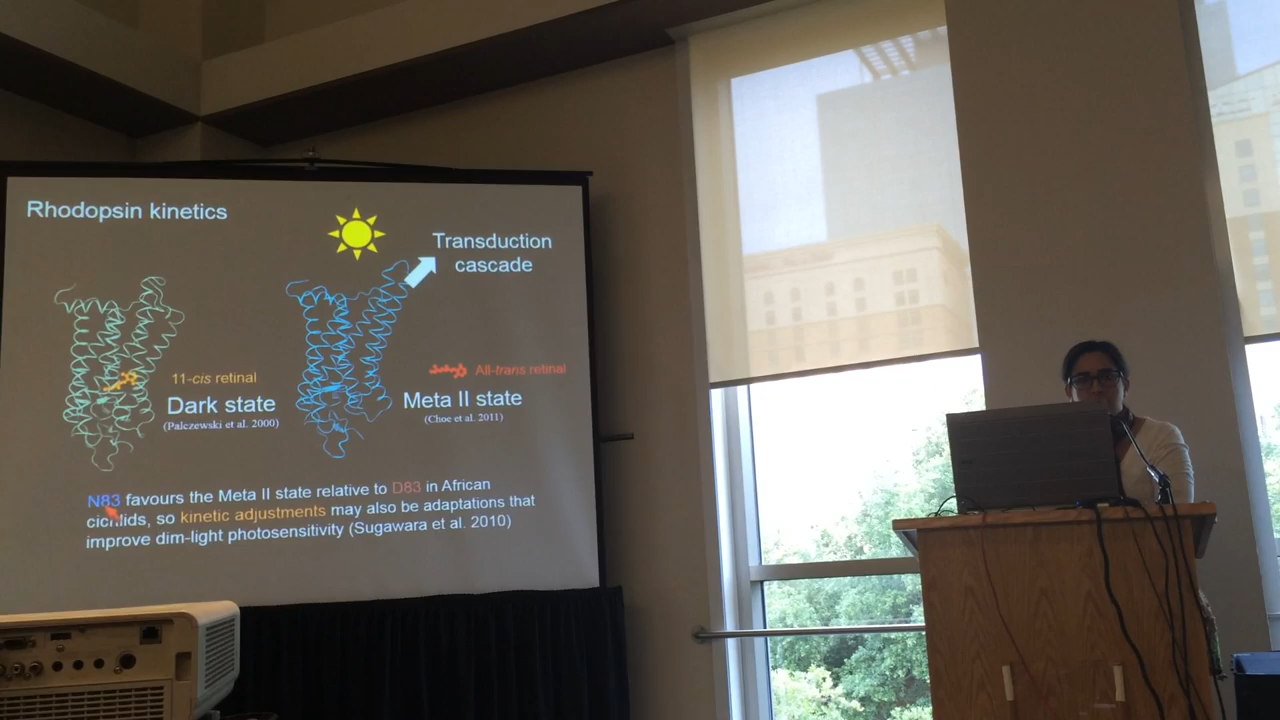 Rhodopsin kinetics
Transduction
cascade
11-cis retinal
Dark state
(Palczewski et al. 2000)
All-trans retinal
Meta II state
(Choe et al. 2011)
N83 favours the Meta II state relative to D83 in African
cichlids, so kinetic adjustments may also be adaptations that
improve dim-light photosensitivity (Sugawara et al. 2010)